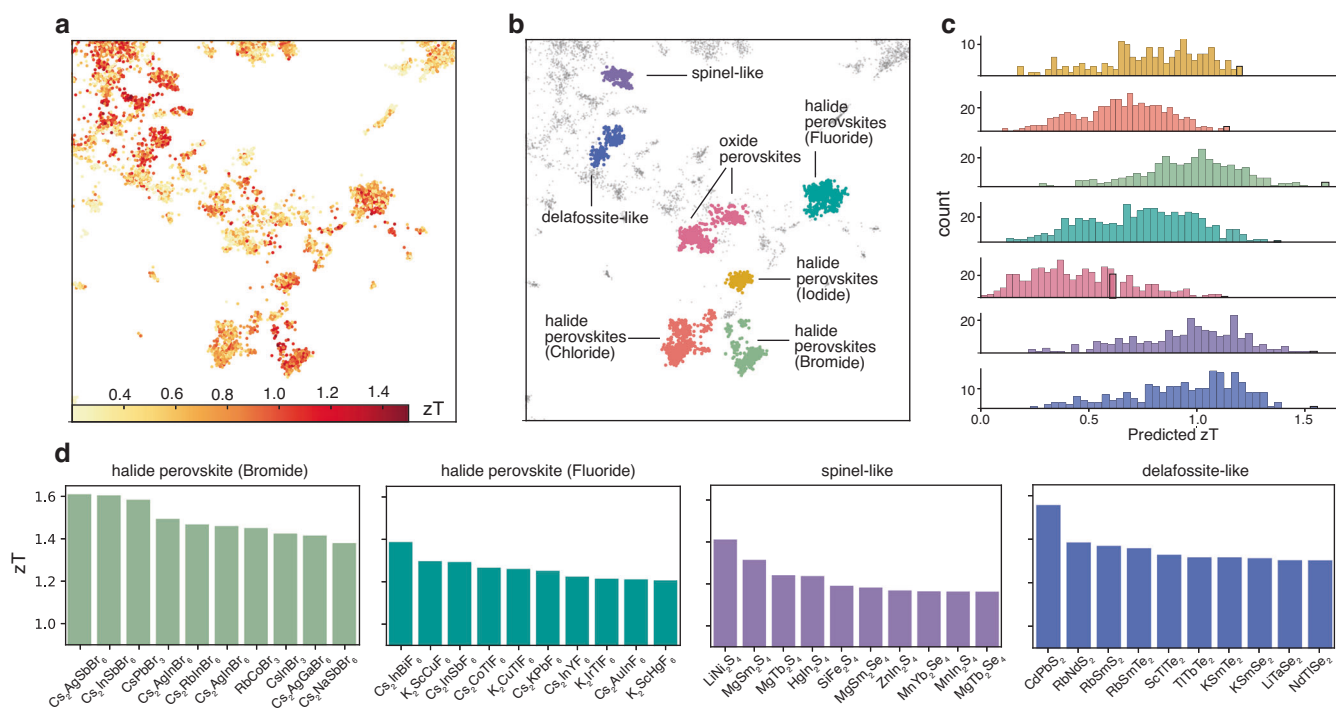 a
0.4 0.6 0.8 1.0 1.2 1.4
zT
b
spinel-like
halide
perovskites
(Fluoride)
oxide
perovskites
delafossite-like
halide
perovskites
(Iodide)
halide
perovskites
(Chloride)
halide
perovskites
(Bromide)
c
count
10
20
20
20
20
20
10
0.0 0.5 1.0 1.5
Predicted zT
d
halide perovskite (Bromide)
zT
1.6
1.4
1.2
1.0
Cs₂AgSbBr₆
Cs₂InSbBr₆
CsPbBr₃
Cs₂AgInBr₆
Cs₂RbInBr₆
Cs₂AgInBr₆
RbCoBr₃
CsInBr₃
Cs₂AgGaBr₆
Cs₂NaSbBr₆
halide perovskite (Fluoride)
Cs₂InBiF₆
K₂ScCuF₆
Cs₂InSbF₆
Cs₂CoTlF₆
K₂CuTlF₆
Cs₂KPbF₆
Cs₂InYF₆
K₂IrTlF₆
Cs₂AuInF₆
K₂ScHgF₆
spinel-like
LiNi₂S₄
MgSm₂S₄
MgTb₂S₄
HgIn₂S₄
SiFe₂S₄
MgSm₂Se₄
ZnIn₂S₄
MnYb₂Se₄
MnIn₂S₄
MgTb₂Se₄
delafossite-like
CdPbS₂
RbNdS₂
RbSmS₂
RbSmTe₂
ScTlTe₂
TlTbTe₂
KSmTe₂
KSmSe₂
LiTaSe₂
NdTlSe₂